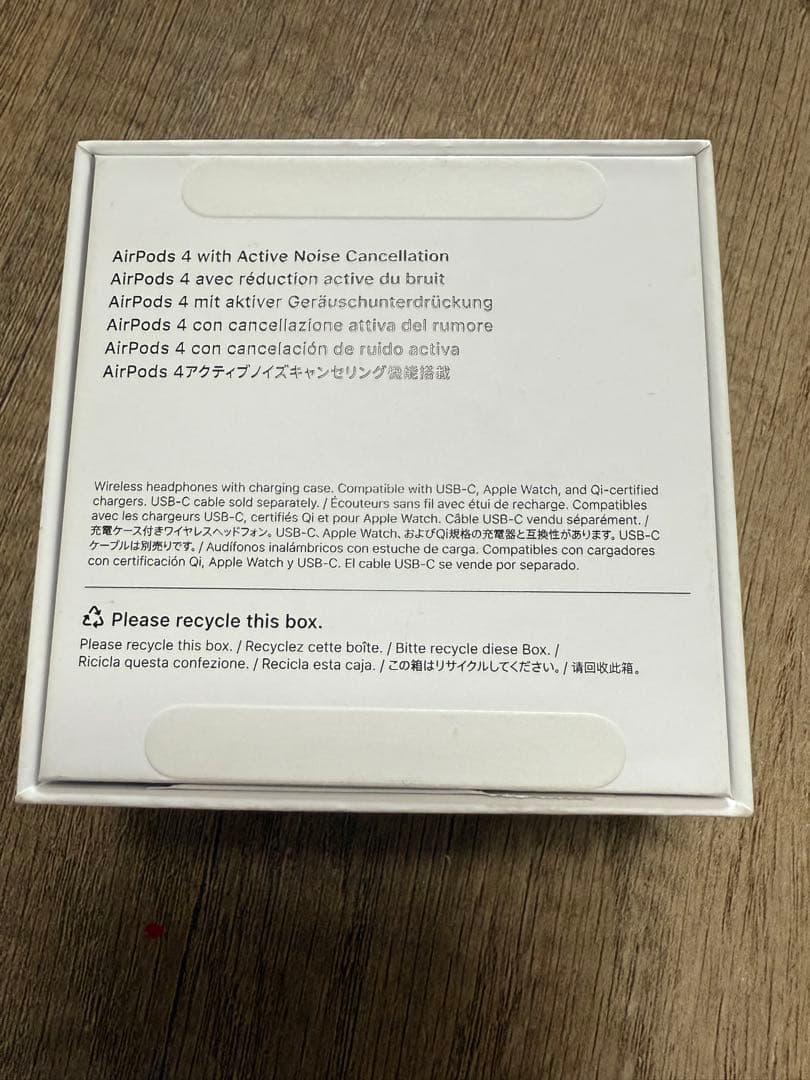 AirPods 4 with Active Noise Cancellation
AirPods 4 avec réduction active du bruit
AirPods 4 mit aktiver Geräuschunterdrückung
AirPods 4 con cancellazione attiva del rumore
AirPods 4 con cancelación de ruido activa
AirPods 4アクティブノイズキャンセリング機能搭載
Wireless headphones with charging case. Compatible with USB-C, Apple Watch, and Qi-certified
chargers. USB-C cable sold separately. / Écouteurs sans fil avec étui de recharge. Compatibles
avec les chargeurs USB-C, certifiés Qi et pour Apple Watch. Câble USB-C vendu séparément. /
充電ケース付きワイヤレスヘッドフォン。USB-C、Apple Watch、およびQi規格の充電器と互換性があります。USB-C
ケーブルは別売りです。/ Audífonos inalámbricos con estuche de carga. Compatibles con cargadores
con certificación Qi, Apple Watch y USB-C. El cable USB-C se vende por separado.
Please recycle this box.
Please recycle this box. / Recyclez cette boîte. / Bitte recycle diese Box. /
Ricicla questa confezione. / Recicla esta caja. / この箱はリサイクルしてください。/ 请回收此箱。